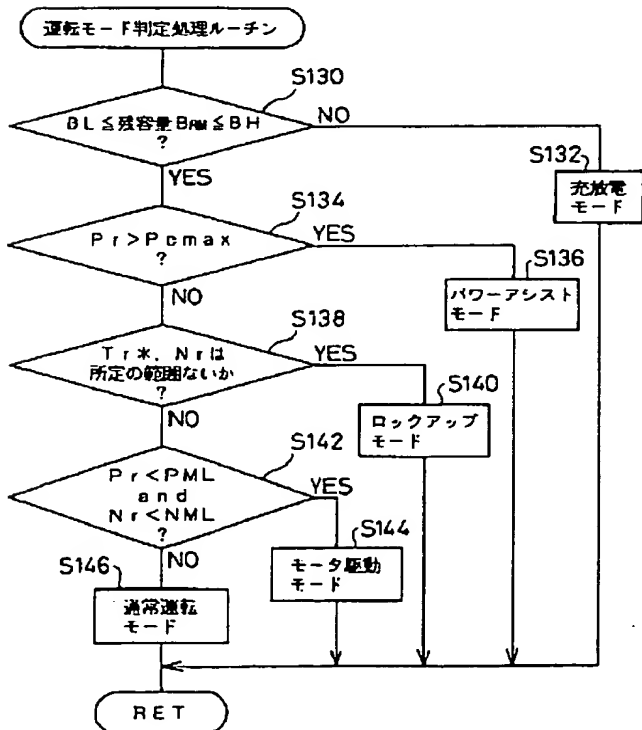 運転モード判定処理ルーチン
S130
BL≦残容量BRM≦BH
?
NO
YES
S132
充放電
モード
S134
Pr>Pcmax
?
YES
NO
S136
パワーアシスト
モード
S138
Tr*,Nrは
所定の範囲ないか
?
YES
NO
S140
ロックアップ
モード
S142
Pr<PML
and
Nr<NML
?
YES
NO
S144
モータ駆動
モード
S146
通常運転
モード
RET